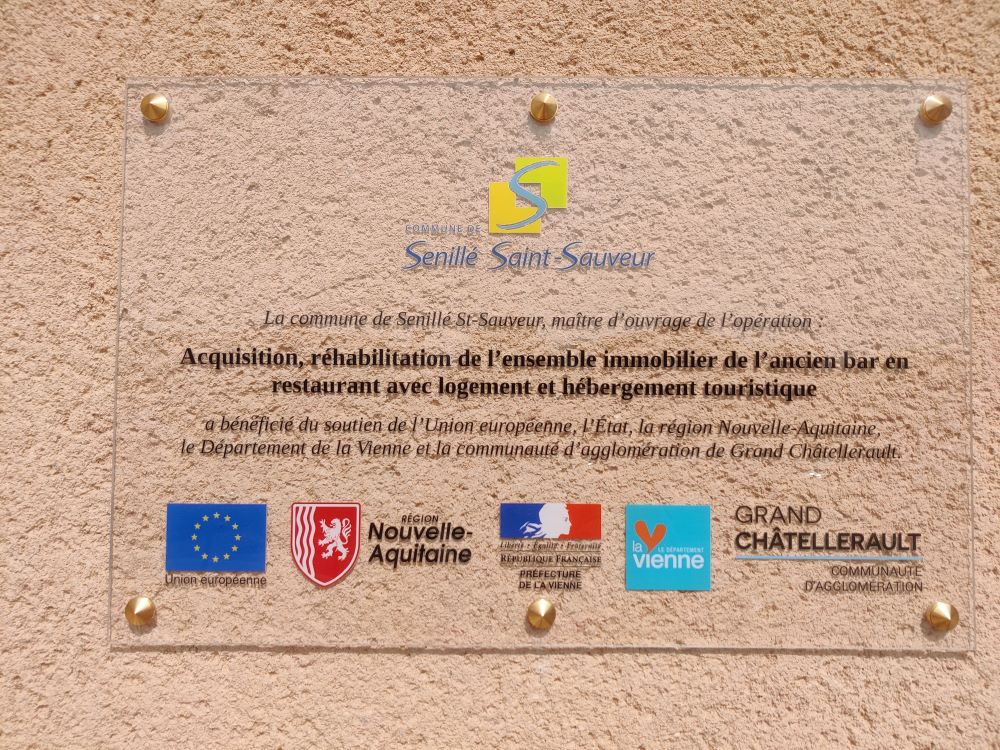 COMMUNE DE
Senillé Saint-Sauveur
La commune de Senillé St-Sauveur, maître d'ouvrage de l'opération :
Acquisition, réhabilitation de l'ensemble immobilier de l'ancien bar en
restaurant avec logement et hébergement touristique
a bénéficié du soutien de l'Union européenne, l'État, la région Nouvelle-Aquitaine,
le Département de la Vienne et la communauté d'agglomération de Grand Châtellerault.
Union européenne
RÉGION
Nouvelle-
Aquitaine
Liberté • Égalité • Fraternité
RÉPUBLIQUE FRANÇAISE
PRÉFECTURE
DE LA VIENNE
la
LE DÉPARTEMENT
vienne
GRAND
CHÂTELLERAULT
COMMUNAUTÉ
D'AGGLOMÉRATION